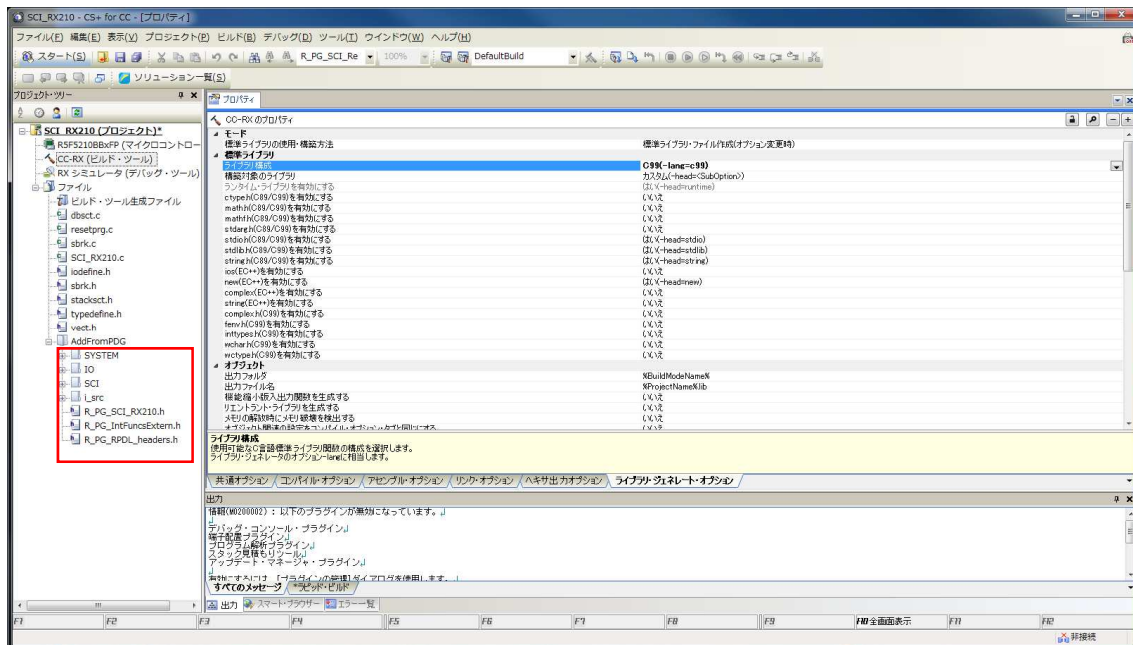 SCI_RX210 - CS+ for CC - [プロパティ]
ファイル(F) 編集(E) 表示(V) プロジェクト(P) ビルド(B) デバッグ(D) ツール(T) ウインドウ(W) ヘルプ(H)
スタート(S) R_PG_SCI_Re 100% DefaultBuild
ソリューション一覧(S)
プロジェクト・ツリー
SCI_RX210 (プロジェクト)*
R5F5210BBxFP (マイクロコントロー
CC-RX (ビルド・ツール)
RX シミュレータ (デバッグ・ツール)
ファイル
ビルド・ツール生成ファイル
dbsct.c
resetprg.c
sbrk.c
SCI_RX210.c
iodefine.h
sbrk.h
stacksct.h
typedefine.h
vect.h
AddFromPDG
SYSTEM
IO
SCI
i_src
R_PG_SCI_RX210.h
R_PG_IntFuncsExtern.h
R_PG_RPDL_headers.h
プロパティ
CC-RX のプロパティ
モード
標準ライブラリの使用・構築方法 標準ライブラリ・ファイル作成(オプション変更時)
標準ライブラリ
ライブラリ構成 C99(-lang=c99)
構築対象のライブラリ カスタム(-head=<SubOption>)
ランタイム・ライブラリを有効にする はい(-head=runtime)
ctype.h(C89/C99)を有効にする いいえ
math.h(C89/C99)を有効にする いいえ
mathf.h(C89/C99)を有効にする いいえ
stdarg.h(C89/C99)を有効にする いいえ
stdio.h(C89/C99)を有効にする はい(-head=stdio)
stdlib.h(C89/C99)を有効にする はい(-head=stdlib)
string.h(C89/C99)を有効にする はい(-head=string)
ios(EC++)を有効にする いいえ
new(EC++)を有効にする はい(-head=new)
complex(EC++)を有効にする いいえ
string(EC++)を有効にする いいえ
complex.h(C99)を有効にする いいえ
fenv.h(C99)を有効にする いいえ
inttypes.h(C99)を有効にする いいえ
wchar.h(C99)を有効にする いいえ
wctype.h(C99)を有効にする いいえ
オブジェクト
出力フォルダ %BuildModeName%
出力ファイル名 %ProjectName%.lib
機能縮小版入出力関数を生成する いいえ
リエントラント・ライブラリを生成する いいえ
メモリの解放時にメモリ破壊を検出する いいえ
オブジェクト関連の設定をコンパイル・オプション・タブと同じにする いいえ
ライブラリ構成
使用可能なC言語標準ライブラリ関数の構成を選択します。
ライブラリ・ジェネレータのオプション-langに相当します。
共通オプション コンパイル・オプション アセンブル・オプション リンク・オプション ヘキサ出力オプション ライブラリ・ジェネレート・オプション
出力
情報(M0200002) : 以下のプラグインが無効になっています。
デバッグ・コンソール・プラグイン
端子配置プラグイン
プログラム解析プラグイン
スタック見積もりツール
アップデート・マネージャ・プラグイン
有効にするには、[プラグインの管理]ダイアログを使用します。
すべてのメッセージ *ラピッド・ビルド
出力 スマート・ブラウザー エラー一覧
F1 F2 F3 F4 F5 F6 F7 F8 F9 F10 全画面表示 F11 F12
非接続